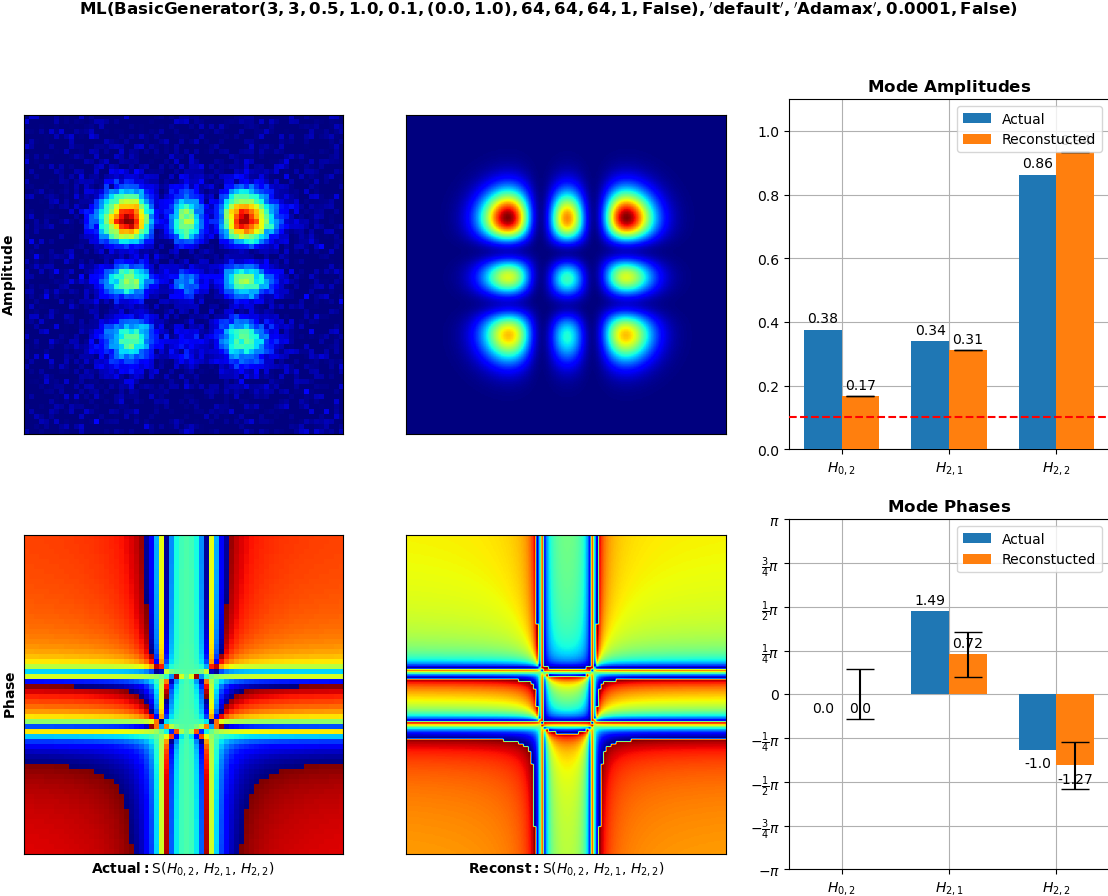 ML(BasicGenerator(3, 3, 0.5, 1.0, 0.1, (0.0, 1.0), 64, 64, 64, 1, False), ′default′, ′Adamax′, 0.0001, False)
Amplitude
Mode Amplitudes
Actual
Reconstucted
1.0
0.8
0.6
0.4
0.2
0.0
0.38
0.17
0.34
0.31
0.86
H0, 2
H2, 1
H2, 2
Phase
Actual: S(H0, 2, H2, 1, H2, 2)
Reconst: S(H0, 2, H2, 1, H2, 2)
Mode Phases
Actual
Reconstucted
π
3/4π
1/2π
1/4π
0
−1/4π
−1/2π
−3/4π
−π
0.0
0.0
1.49
0.72
-1.0
-1.27
H0, 2
H2, 1
H2, 2